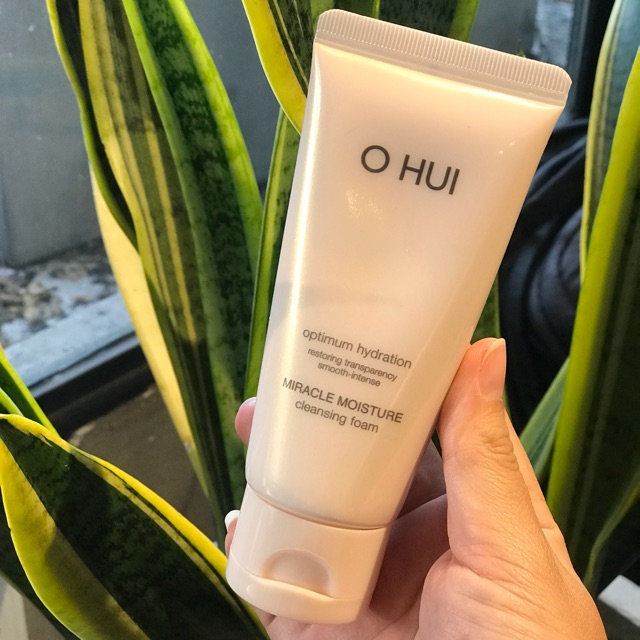 O HUI
optimum hydration
restoring transparency
smooth-intense
MIRACLE MOISTURE
cleansing foam